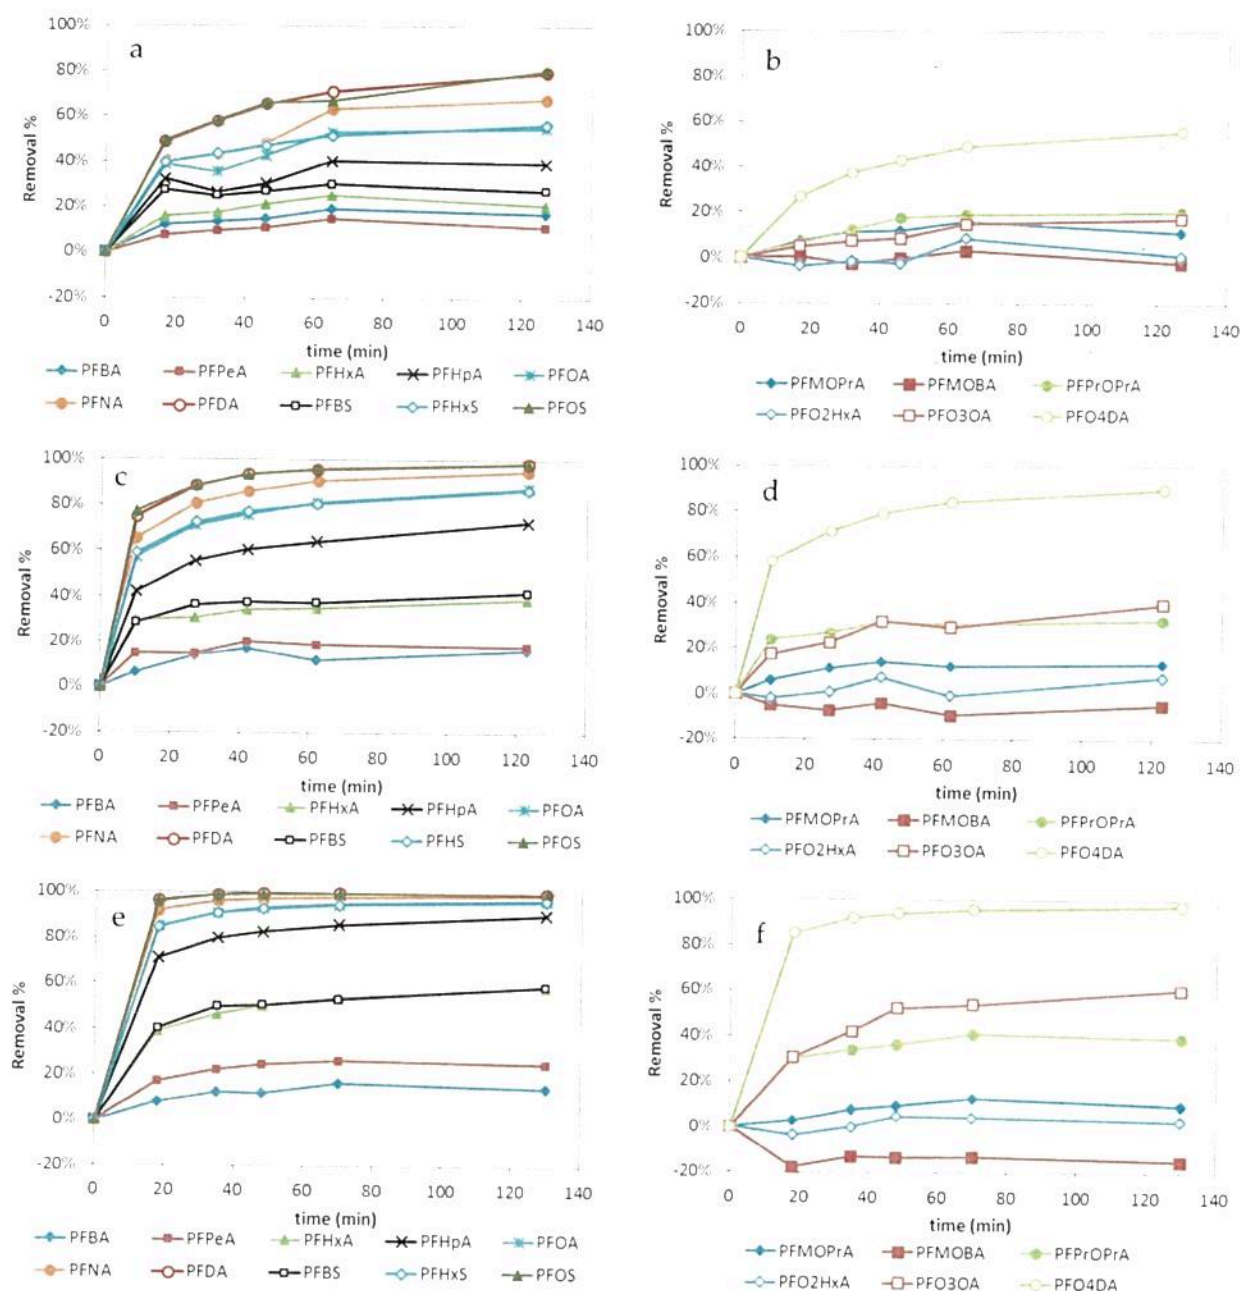 a
100%
80%
60%
40%
20%
0%
-20%
Removal %
0 20 40 60 80 100 120 140
time (min)
PFBA PFPeA PFHxA PFHpA PFOA
PFNA PFDA PFBS PFHxS PFOS
b
100%
80%
60%
40%
20%
0%
-20%
Removal %
0 20 40 60 80 100 120 140
time (min)
PFMOPrA PFMOBA PFPrOPrA
PFO2HxA PFO3OA PFO4DA
c
100%
80%
60%
40%
20%
0%
-20%
Removal %
0 20 40 60 80 100 120 140
time (min)
PFBA PFPeA PFHxA PFHpA PFOA
PFNA PFDA PFBS PFHS PFOS
d
100%
80%
60%
40%
20%
0%
-20%
Removal %
0 20 40 60 80 100 120 140
time (min)
PFMOPrA PFMOBA PFPrOPrA
PFO2HxA PFO3OA PFO4DA
e
100%
80%
60%
40%
20%
0%
-20%
Removal %
0 20 40 60 80 100 120 140
time (min)
PFBA PFPeA PFHxA PFHpA PFOA
PFNA PFDA PFBS PFHxS PFOS
f
100%
80%
60%
40%
20%
0%
-20%
Removal %
0 20 40 60 80 100 120 140
time (min)
PFMOPrA PFMOBA PFPrOPrA
PFO2HxA PFO3OA PFO4DA